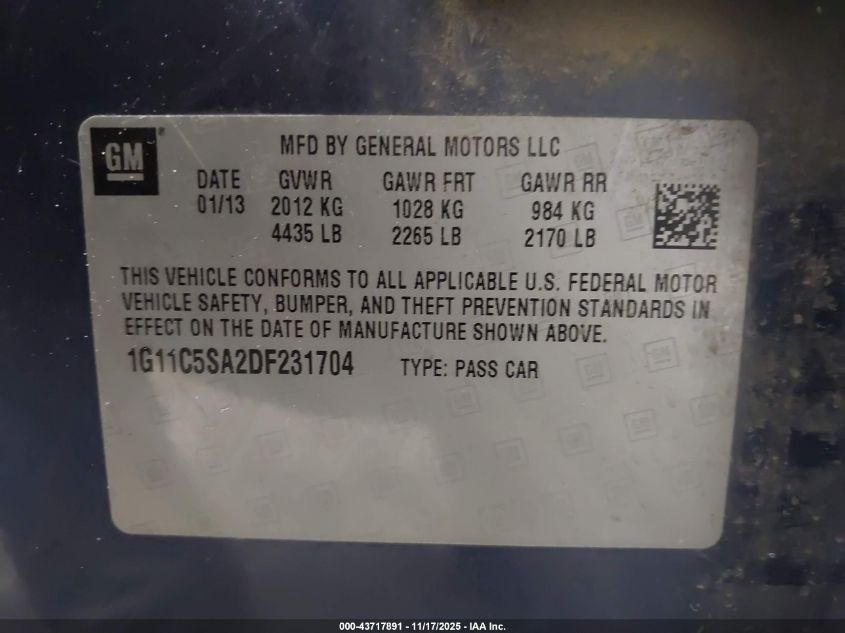 GM®
MFD BY GENERAL MOTORS LLC
DATE GVWR GAWR FRT GAWR RR
01/13 2012 KG 1028 KG 984 KG
4435 LB 2265 LB 2170 LB
THIS VEHICLE CONFORMS TO ALL APPLICABLE U.S. FEDERAL MOTOR
VEHICLE SAFETY, BUMPER, AND THEFT PREVENTION STANDARDS IN
EFFECT ON THE DATE OF MANUFACTURE SHOWN ABOVE.
1G11C5SA2DF231704 TYPE: PASS CAR
000-43717891 - 11/17/2025 - IAA Inc.